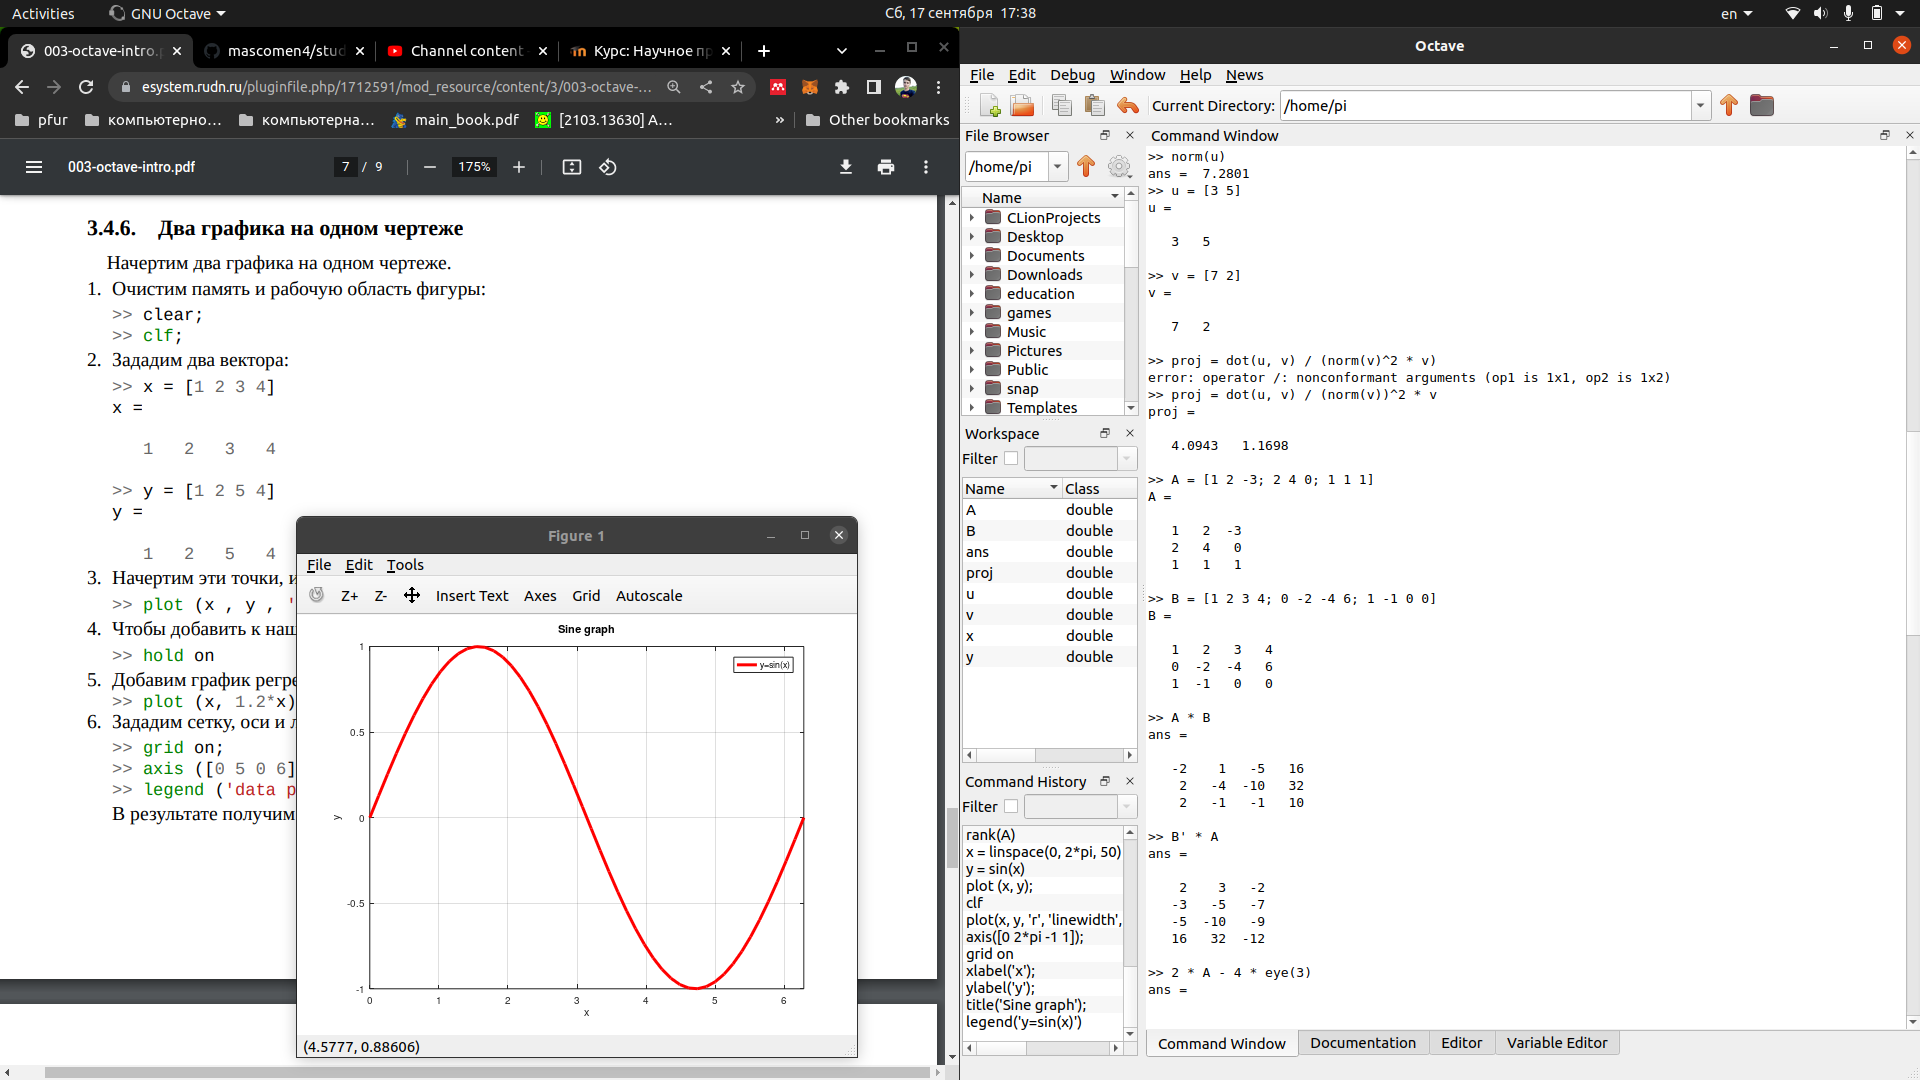 Activities
GNU Octave
Сб, 17 сентября 17:38
en
003-octave-intro.p
mascomen4/stud
Channel content
Курс: Научное пр
esystem.rudn.ru/pluginfile.php/1712591/mod_resource/content/3/003-octave-...
pfur
компьютерно...
компьютерна...
main_book.pdf
[2103.13630] A...
»
Other bookmarks
003-octave-intro.pdf
7 / 9
175%
3.4.6. Два графика на одном чертеже
Начертим два графика на одном чертеже.
1. Очистим память и рабочую область фигуры:
>> clear;
>> clf;
2. Зададим два вектора:
>> x = [1 2 3 4]
x =
1 2 3 4
>> y = [1 2 5 4]
y =
1 2 5 4
3. Начертим эти точки, и
>> plot (x , y , '
4. Чтобы добавить к наш
>> hold on
5. Добавим график регре
>> plot (x, 1.2*x)
6. Зададим сетку, оси и л
>> grid on;
>> axis ([0 5 0 6]
>> legend ('data p
В результате получим
Figure 1
File Edit Tools
Z+ Z- Insert Text Axes Grid Autoscale
Sine graph
y=sin(x)
1
0.5
0
-0.5
-1
y
0 1 2 3 4 5 6
x
(4.5777, 0.88606)
Octave
File Edit Debug Window Help News
Current Directory: /home/pi
File Browser
/home/pi
Name
CLionProjects
Desktop
Documents
Downloads
education
games
Music
Pictures
Public
snap
Templates
Workspace
Filter
Name Class
A double
B double
ans double
proj double
u double
v double
x double
y double
Command History
Filter
rank(A)
x = linspace(0, 2*pi, 50)
y = sin(x)
plot (x, y);
clf
plot(x, y, 'r', 'linewidth',
axis([0 2*pi -1 1]);
grid on
xlabel('x');
ylabel('y');
title('Sine graph');
legend('y=sin(x)')
Command Window
>> norm(u)
ans = 7.2801
>> u = [3 5]
u =
3 5
>> v = [7 2]
v =
7 2
>> proj = dot(u, v) / (norm(v)^2 * v)
error: operator /: nonconformant arguments (op1 is 1x1, op2 is 1x2)
>> proj = dot(u, v) / (norm(v))^2 * v
proj =
4.0943 1.1698
>> A = [1 2 -3; 2 4 0; 1 1 1]
A =
1 2 -3
2 4 0
1 1 1
>> B = [1 2 3 4; 0 -2 -4 6; 1 -1 0 0]
B =
1 2 3 4
0 -2 -4 6
1 -1 0 0
>> A * B
ans =
-2 1 -5 16
2 -4 -10 32
2 -1 -1 10
>> B' * A
ans =
2 3 -2
-3 -5 -7
-5 -10 -9
16 32 -12
>> 2 * A - 4 * eye(3)
ans =
Command Window Documentation Editor Variable Editor